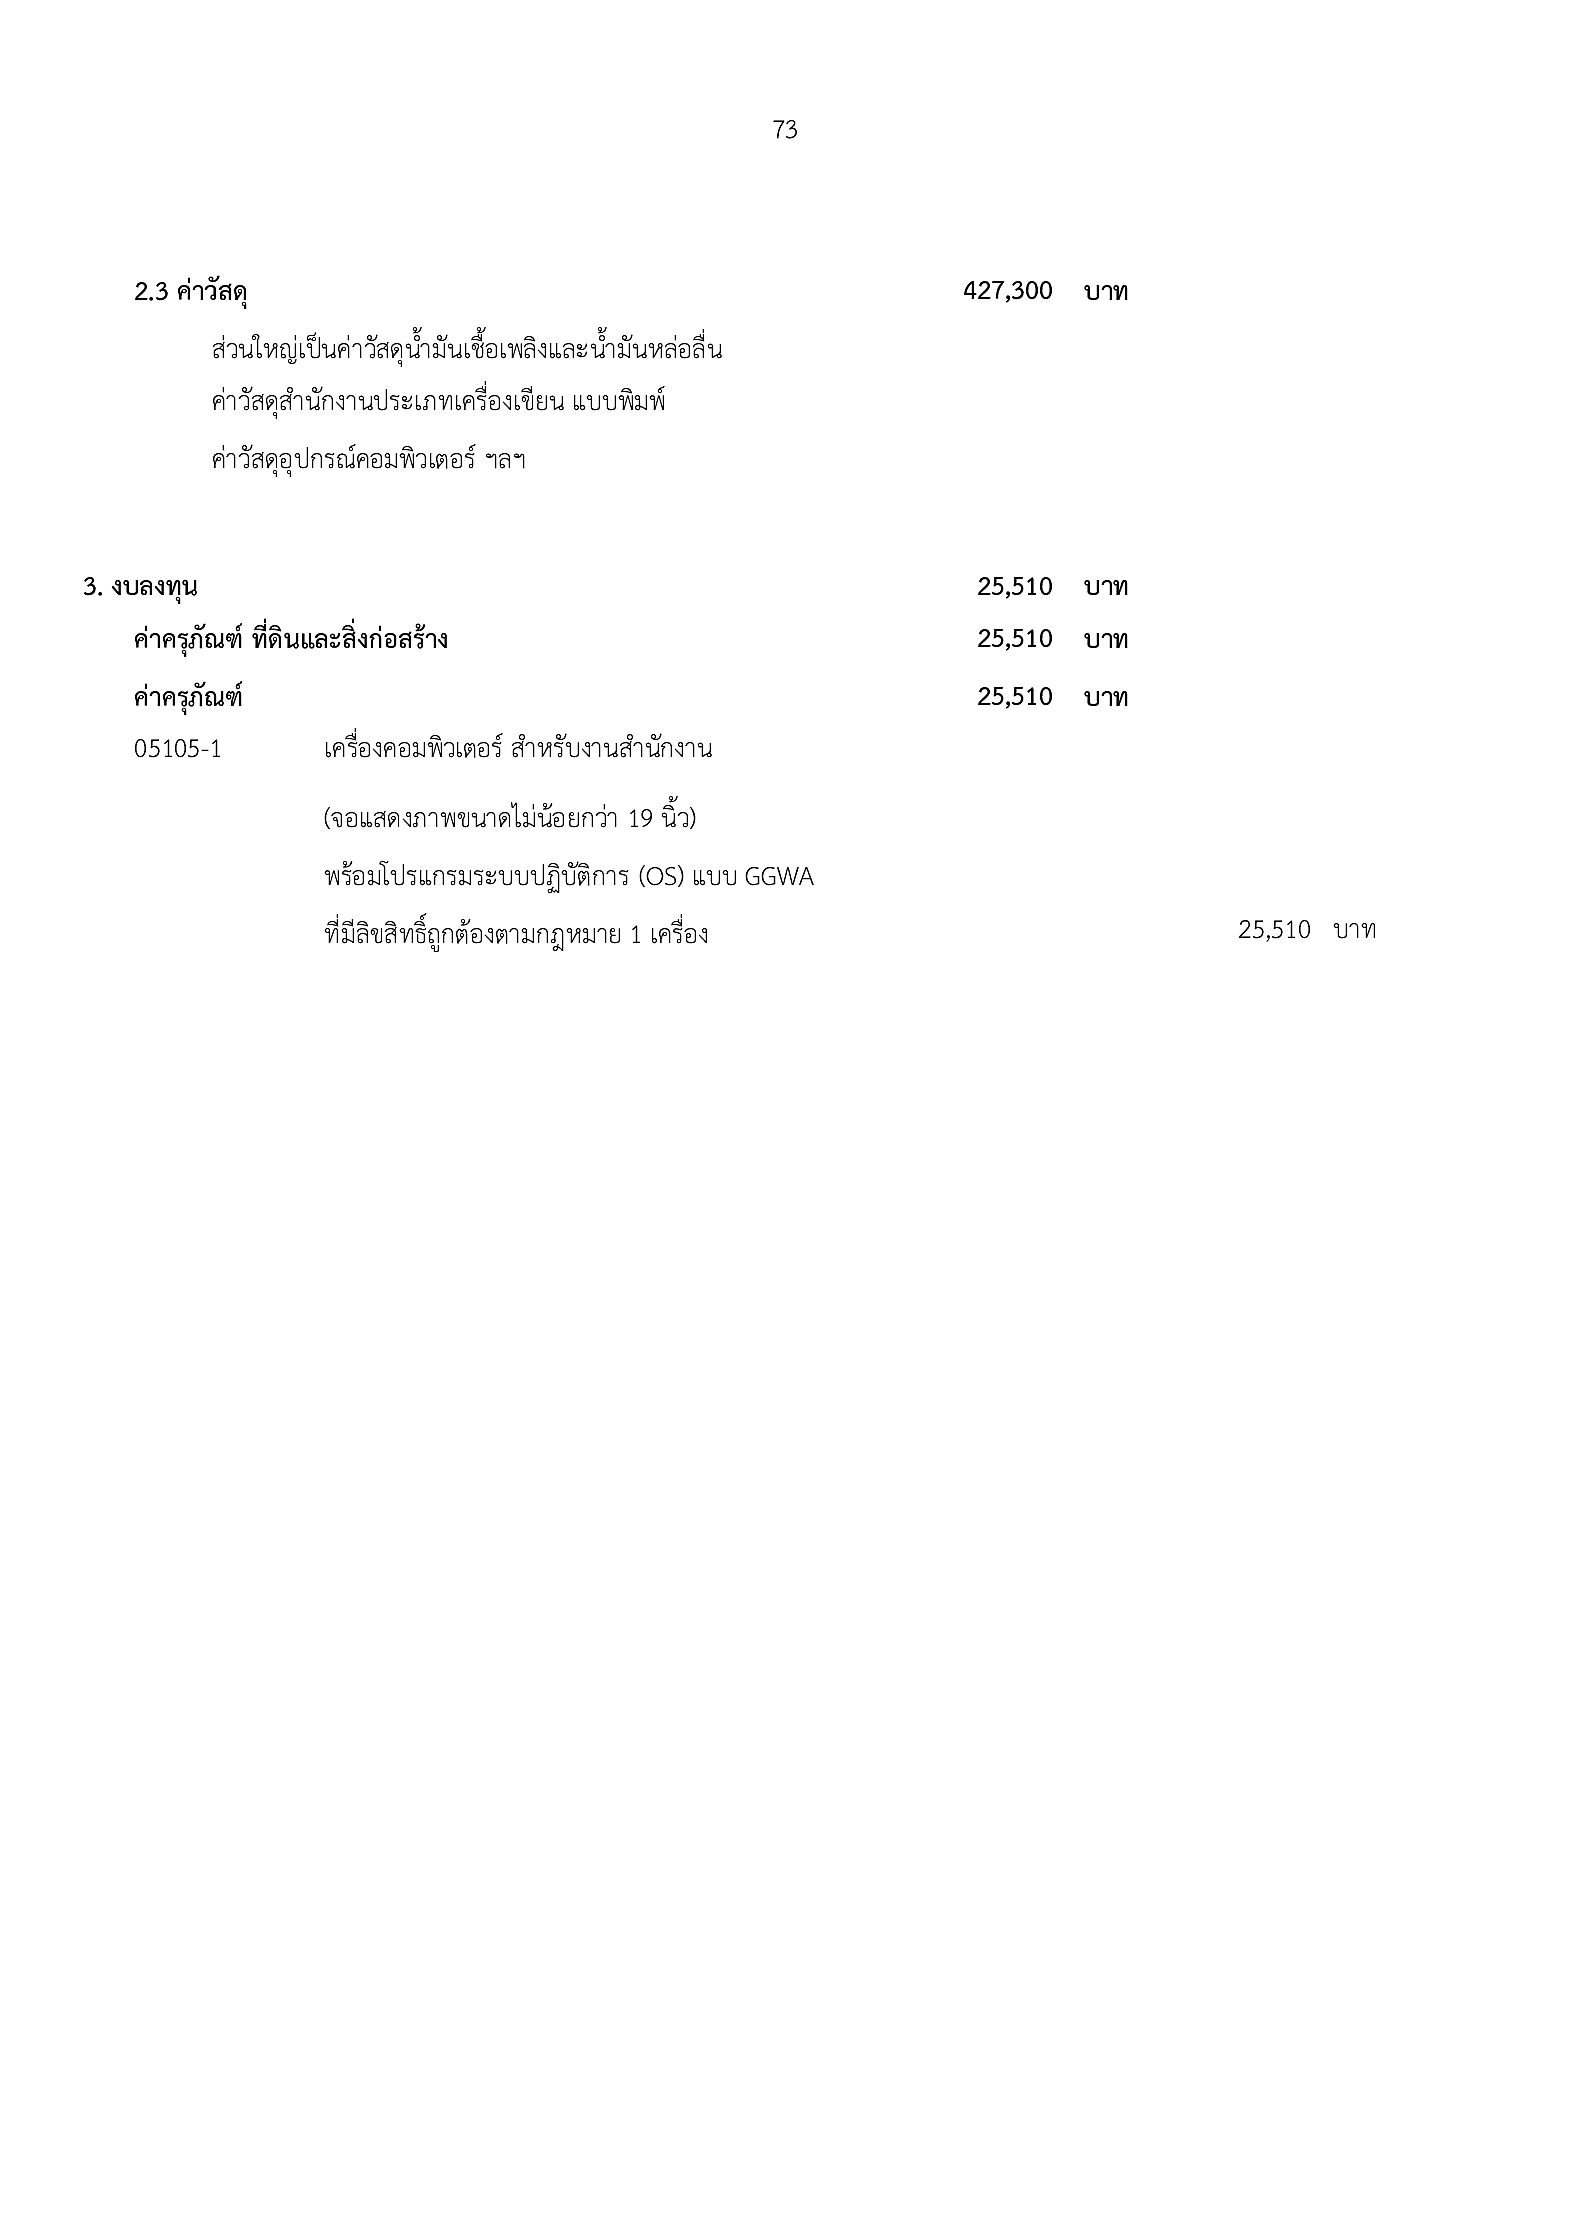 73
2.3 ค่าวัสดุ 427,300 บาท
ส่วนใหญ่เป็นค่าวัสดุน้ำมันเชื้อเพลิงและน้ำมันหล่อลื่น
ค่าวัสดุสำนักงานประเภทเครื่องเขียน แบบพิมพ์
ค่าวัสดุอุปกรณ์คอมพิวเตอร์ ฯลฯ
3. งบลงทุน 25,510 บาท
ค่าครุภัณฑ์ ที่ดินและสิ่งก่อสร้าง 25,510 บาท
ค่าครุภัณฑ์ 25,510 บาท
05105-1 เครื่องคอมพิวเตอร์ สำหรับงานสำนักงาน
(จอแสดงภาพขนาดไม่น้อยกว่า 19 นิ้ว)
พร้อมโปรแกรมระบบปฏิบัติการ (OS) แบบ GGWA
ที่มีลิขสิทธิ์ถูกต้องตามกฎหมาย 1 เครื่อง 25,510 บาท